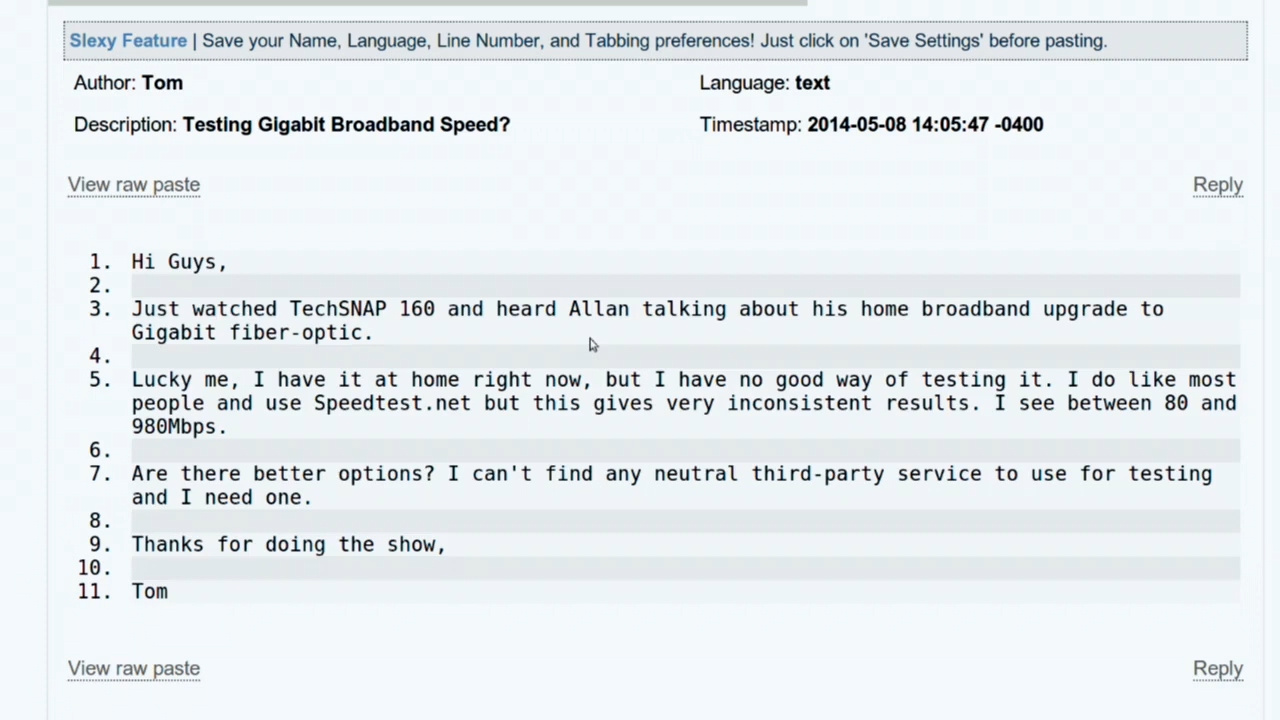 Slexy Feature | Save your Name, Language, Line Number, and Tabbing preferences! Just click on 'Save Settings' before pasting.
Author: Tom
Language: text
Description: Testing Gigabit Broadband Speed?
Timestamp: 2014-05-08 14:05:47 -0400
View raw paste
Reply
1. Hi Guys,
2.
3. Just watched TechSNAP 160 and heard Allan talking about his home broadband upgrade to
Gigabit fiber-optic.
4.
5. Lucky me, I have it at home right now, but I have no good way of testing it. I do like most
people and use Speedtest.net but this gives very inconsistent results. I see between 80 and
980Mbps.
6.
7. Are there better options? I can't find any neutral third-party service to use for testing
and I need one.
8.
9. Thanks for doing the show,
10.
11. Tom
View raw paste
Reply